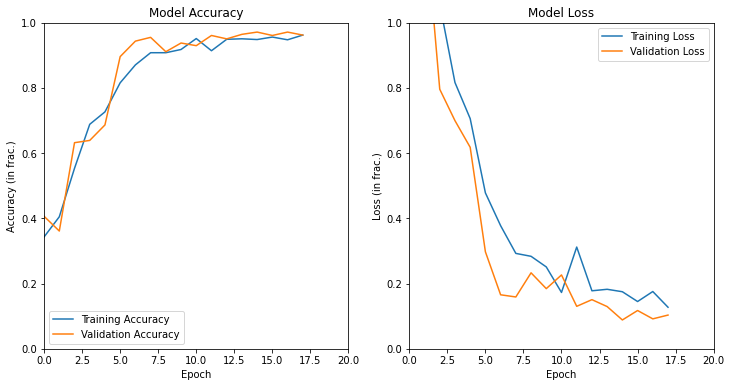 Model Accuracy
1.0
0.8
0.6
0.4
0.2
0.0
Accuracy (in frac.)
Training Accuracy
Validation Accuracy
0.0 2.5 5.0 7.5 10.0 12.5 15.0 17.5 20.0
Epoch
Model Loss
1.0
0.8
0.6
0.4
0.2
0.0
Loss (in frac.)
Training Loss
Validation Loss
0.0 2.5 5.0 7.5 10.0 12.5 15.0 17.5 20.0
Epoch